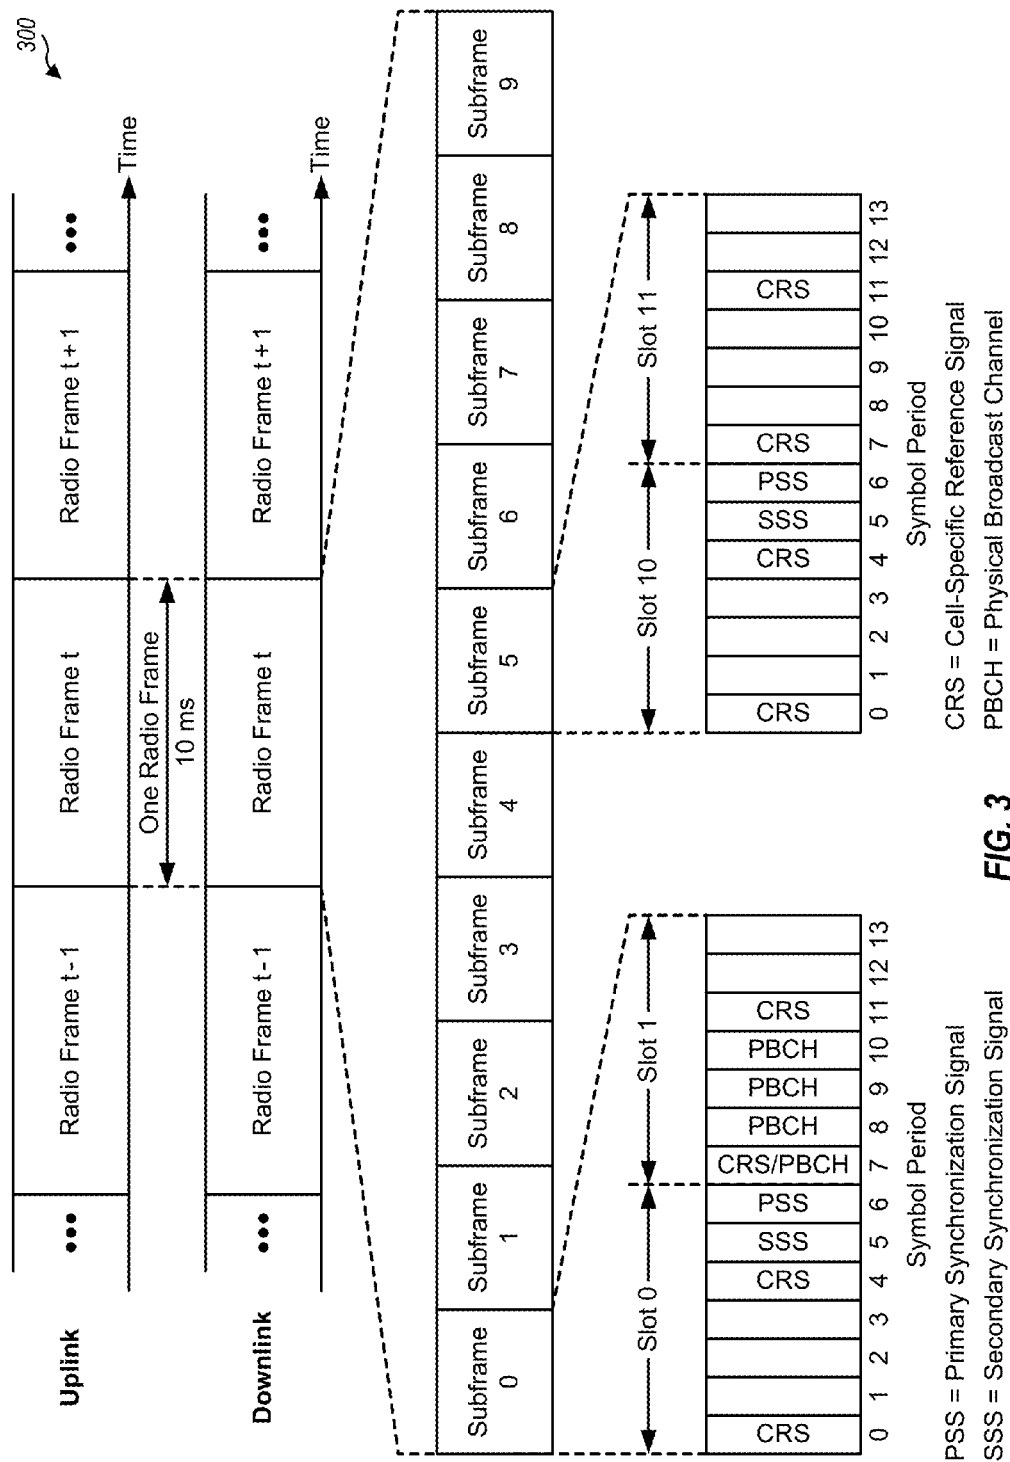 300
Uplink
•••
Radio Frame t - 1
Radio Frame t
Radio Frame t + 1
•••
Time
One Radio Frame
10 ms
Downlink
•••
Radio Frame t - 1
Radio Frame t
Radio Frame t + 1
•••
Time
Subframe 0
Subframe 1
Subframe 2
Subframe 3
Subframe 4
Subframe 5
Subframe 6
Subframe 7
Subframe 8
Subframe 9
Slot 0
Slot 1
CRS
CRS
SSS
PSS
CRS/PBCH
PBCH
PBCH
PBCH
CRS
0 1 2 3 4 5 6 7 8 9 10 11 12 13
Symbol Period
Slot 10
Slot 11
CRS
CRS
SSS
PSS
CRS
CRS
0 1 2 3 4 5 6 7 8 9 10 11 12 13
Symbol Period
PSS = Primary Synchronization Signal
SSS = Secondary Synchronization Signal
CRS = Cell-Specific Reference Signal
PBCH = Physical Broadcast Channel
FIG. 3